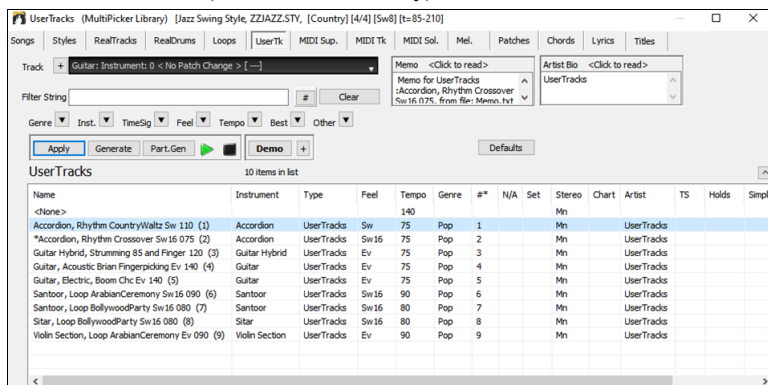 UserTracks (MultiPicker Library) [Jazz Swing Style, ZZJAZZ.STY, [Country] [4/4] [Sw8] [t=85-210]
Songs Styles RealTracks RealDrums Loops UserTk MIDI Sup. MIDI Tk MIDI Sol. Mel. Patches Chords Lyrics Titles
Track + Guitar: Instrument: 0 < No Patch Change > [ ---]
Memo <Click to read> Artist Bio <Click to read>
Memo for UserTracks UserTracks
:Accordion, Rhythm Crossover
Sw16 075, from file: Memo.txt
Filter String # Clear
Genre Inst. TimeSig Feel Tempo Best Other
Apply Generate Part.Gen Demo + Defaults
UserTracks 10 items in list
Name Instrument Type Feel Tempo Genre #* N/A Set Stereo Chart Artist TS Holds Simpl
<None> 140 Mn
Accordion, Rhythm CountryWaltz Sw 110 (1) Accordion UserTracks Sw 75 Pop 1 Mn UserTracks
*Accordion, Rhythm Crossover Sw16 075 (2) Accordion UserTracks Sw16 75 Pop 2 Mn UserTracks
Guitar Hybrid, Strumming 85 and Finger 120 (3) Guitar Hybrid UserTracks Ev 75 Pop 3 Mn UserTracks
Guitar, Acoustic Brian Fingerpicking Ev 140 (4) Guitar UserTracks Ev 75 Pop 4 Mn UserTracks
Guitar, Electric, Boom Chc Ev 140 (5) Guitar UserTracks Ev 75 Pop 5 Mn UserTracks
Santoor, Loop ArabianCeremony Sw16 090 (6) Santoor UserTracks Sw16 90 Pop 6 Mn UserTracks
Santoor, Loop BollywoodParty Sw16 080 (7) Santoor UserTracks Sw16 80 Pop 7 Mn UserTracks
Sitar, Loop BollywoodParty Sw16 080 (8) Sitar UserTracks Sw16 80 Pop 8 Mn UserTracks
Violin Section, Loop ArabianCeremony Ev 090 (9) Violin Section UserTracks Ev 90 Pop 9 Mn UserTracks